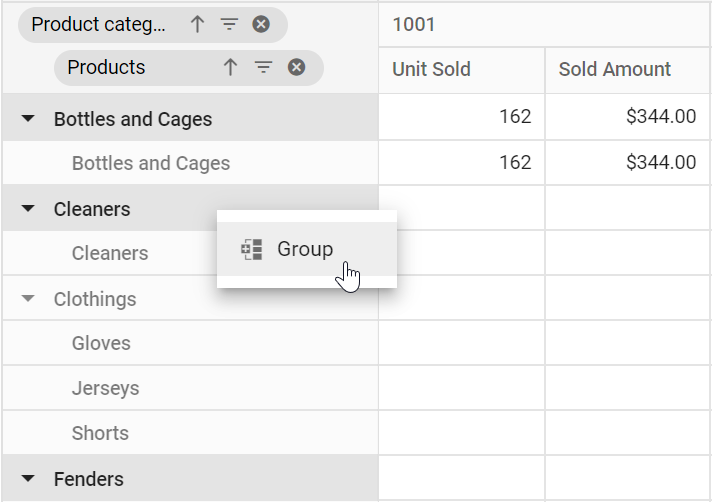 Product categ... 1001
Products Unit Sold Sold Amount
Bottles and Cages 162 $344.00
Bottles and Cages 162 $344.00
Cleaners
Group
Cleaners
Clothings
Gloves
Jerseys
Shorts
Fenders